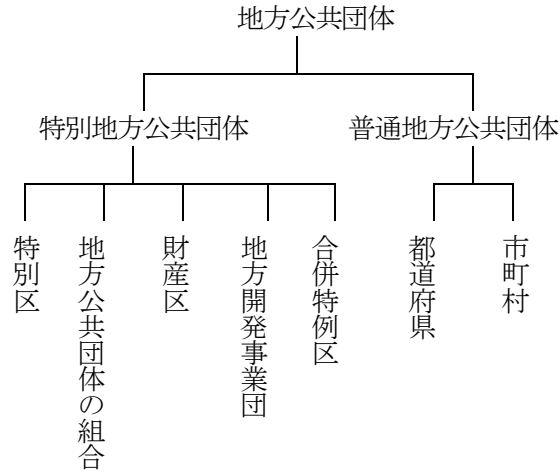 地方公共団体
特別地方公共団体
普通地方公共団体
特別区
地方公共団体の組合
財産区
地方開発事業団
合併特例区
都道府県
市町村